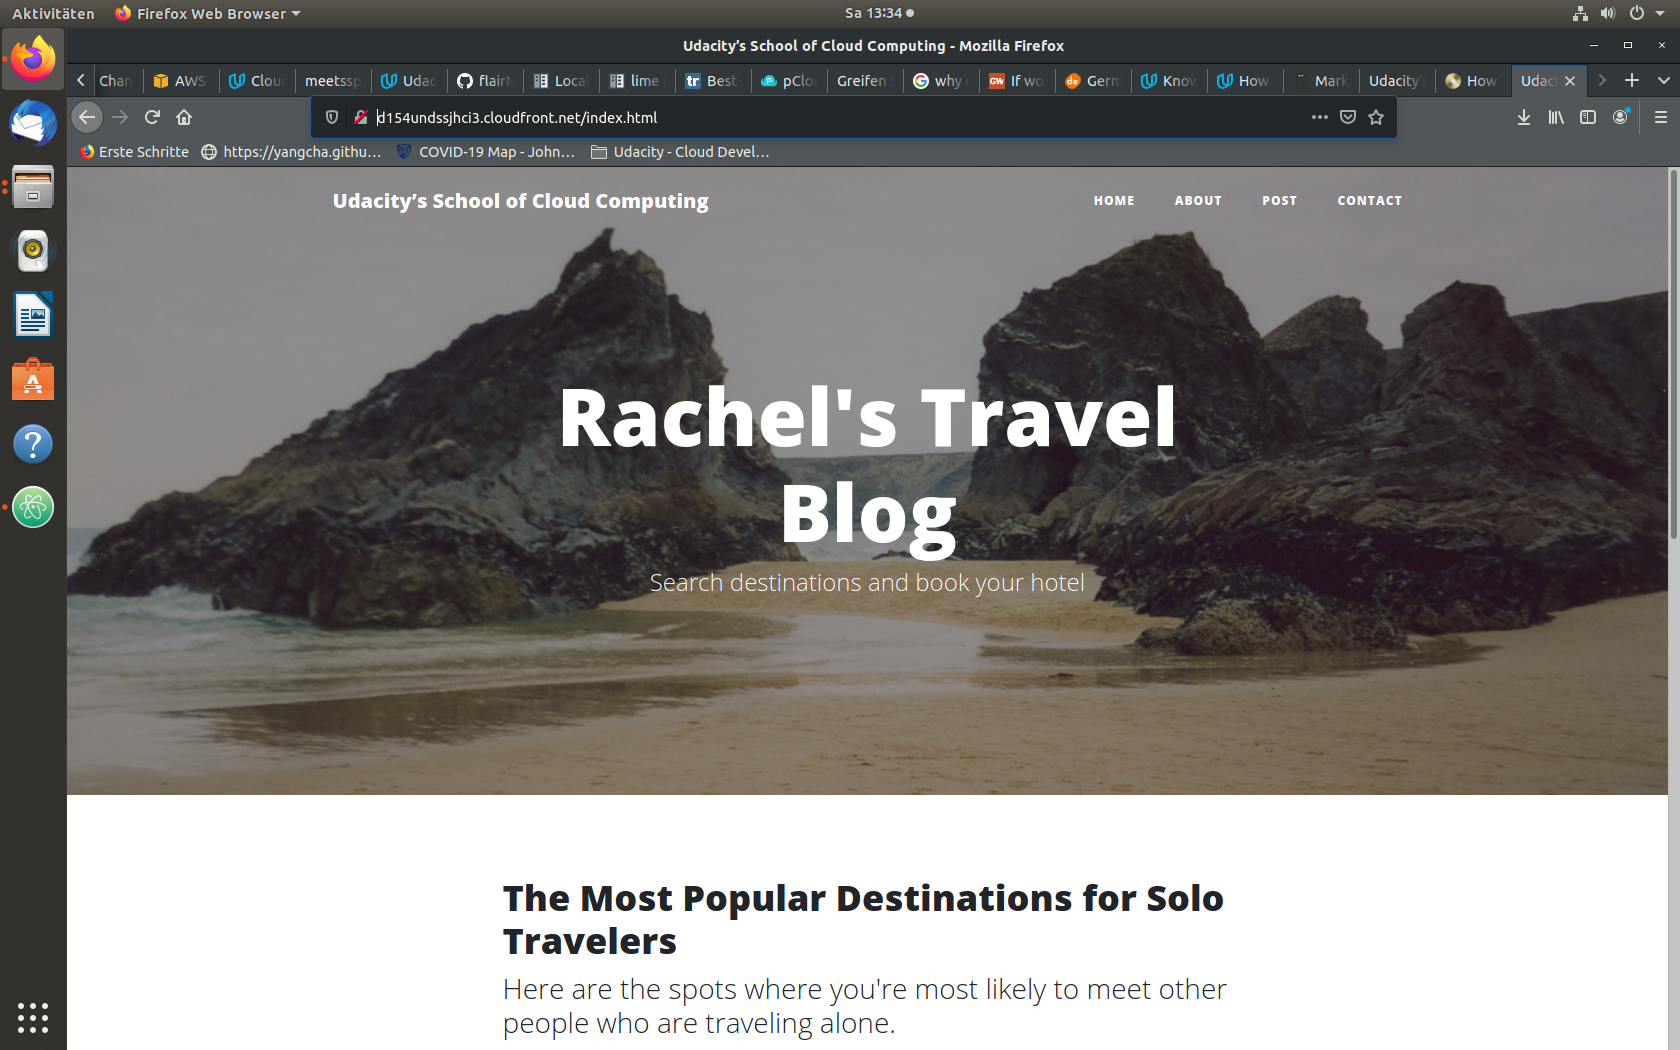 Aktivitäten Firefox Web Browser Sa 13:34
Udacity’s School of Cloud Computing - Mozilla Firefox
Chan AWS Clou meetssp Udac flairN Loca lime Best pClo Greifen why If wo Germ Know How Mark Udacity' How Udaci
d154undssjhci3.cloudfront.net/index.html
Erste Schritte https://yangcha.githu… COVID-19 Map - John… Udacity - Cloud Devel…
Udacity’s School of Cloud Computing HOME ABOUT POST CONTACT
Rachel's Travel
Blog
Search destinations and book your hotel
The Most Popular Destinations for Solo
Travelers
Here are the spots where you're most likely to meet other
people who are traveling alone.